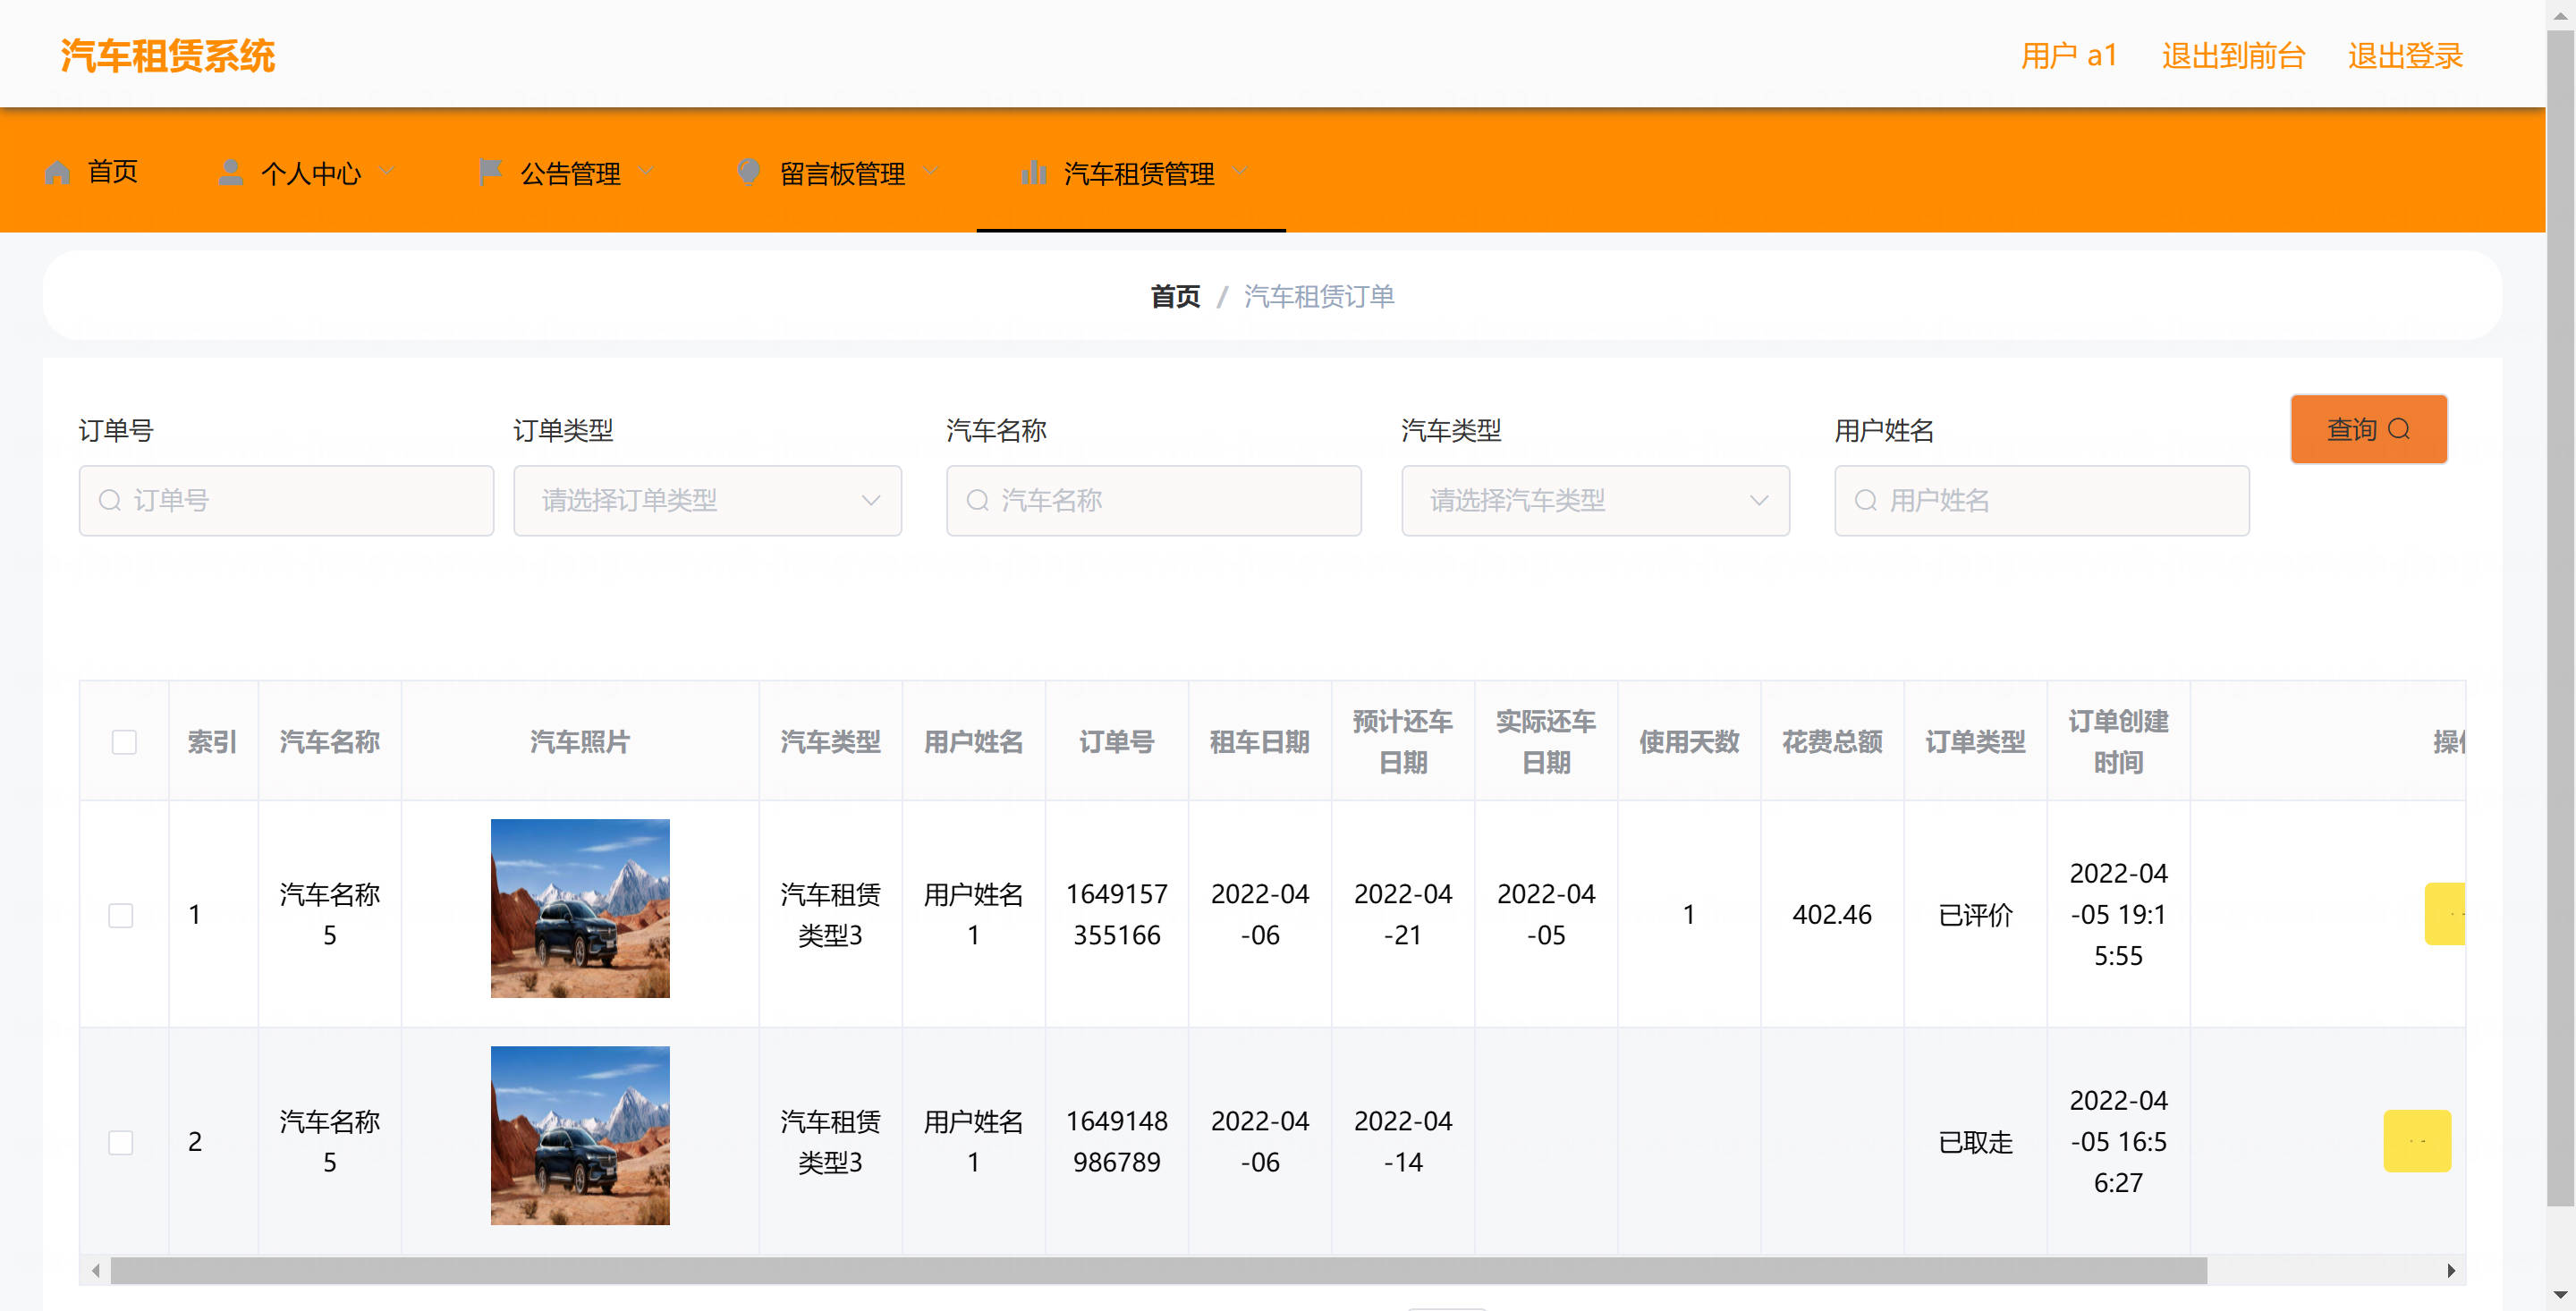 汽车租赁系统
用户 a1 退出到前台 退出登录
首页 个人中心 公告管理 留言板管理 汽车租赁管理
首页 / 汽车租赁订单
订单号 订单类型 汽车名称 汽车类型 用户姓名 查询
订单号 请选择订单类型 汽车名称 请选择汽车类型 用户姓名
索引 汽车名称 汽车照片 汽车类型 用户姓名 订单号 租车日期 预计还车 实际还车 使用天数 花费总额 订单类型 订单创建 操
日期 日期 时间
2022-04
汽车名称 汽车租赁 用户姓名 1649157 2022-04 2022-04 2022-04
1 1 402.46 已评价 -05 19:1
5 类型3 1 355166 -06 -21 -05
5:55
2022-04
汽车名称 汽车租赁 用户姓名 1649148 2022-04 2022-04
2 已取走 -05 16:5
5 类型3 1 986789 -06 -14
6:27